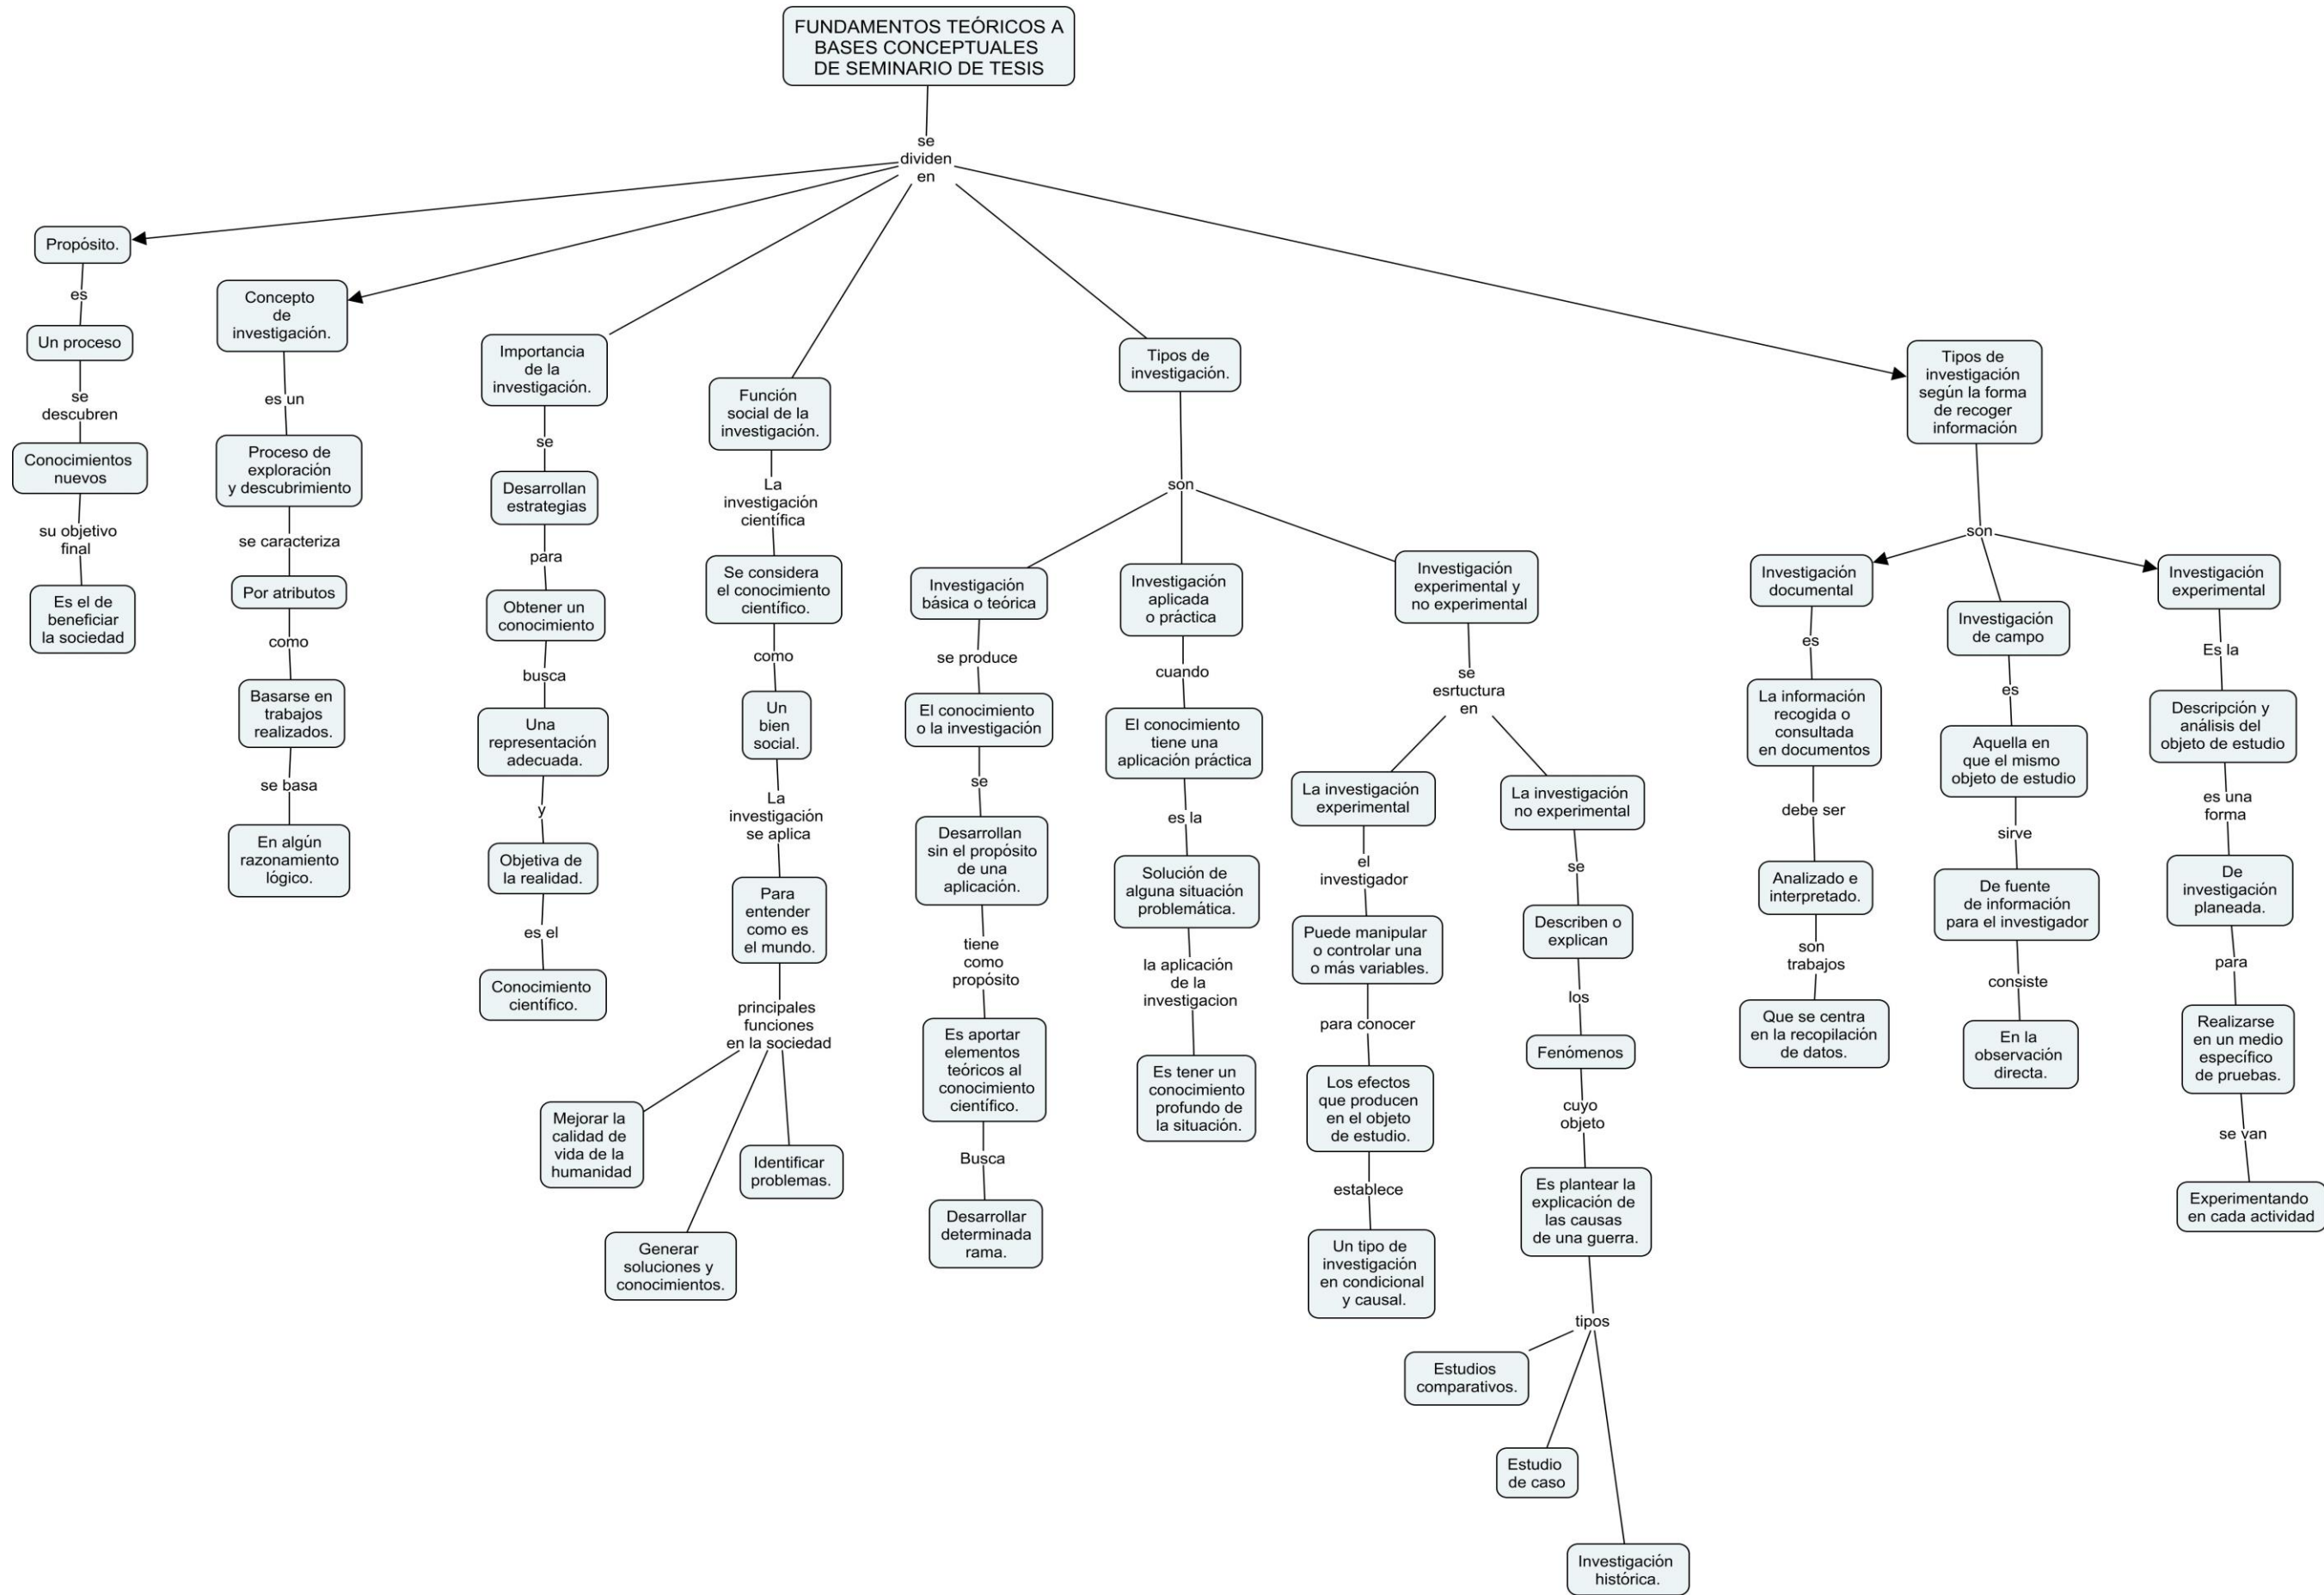 FUNDAMENTOS TEÓRICOS A
BASES CONCEPTUALES
DE SEMINARIO DE TESIS
se
dividen
en
Propósito.
es
Un proceso
se
descubren
Conocimientos
nuevos
su objetivo
final
Es el de
beneficiar
la sociedad
Concepto
de
investigación.
es un
Proceso de
exploración
y descubrimiento
se caracteriza
Por atributos
como
Basarse en
trabajos
realizados.
se basa
En algún
razonamiento
lógico.
Importancia
de la
investigación.
se
Desarrollan
estrategias
para
Obtener un
conocimiento
busca
Una
representación
adecuada.
y
Objetiva de
la realidad.
es el
Conocimiento
científico.
Función
social de la
investigación.
La
investigación
científica
Se considera
el conocimiento
científico.
como
Un
bien
social.
La
investigación
se aplica
Para
entender
como es
el mundo.
principales
funciones
en la sociedad
Mejorar la
calidad de
vida de la
humanidad
Generar
soluciones y
conocimientos.
Identificar
problemas.
Tipos de
investigación.
son
Investigación
básica o teórica
se produce
El conocimiento
o la investigación
se
Desarrollan
sin el propósito
de una
aplicación.
tiene
como
propósito
Es aportar
elementos
teóricos al
conocimiento
científico.
Busca
Desarrollar
determinada
rama.
Investigación
aplicada
o práctica
cuando
El conocimiento
tiene una
aplicación práctica
es la
Solución de
alguna situación
problemática.
la aplicación
de la
investigacion
Es tener un
conocimiento
profundo de
la situación.
Investigación
experimental y
no experimental
se
esrtuctura
en
La investigación
experimental
el
investigador
Puede manipular
o controlar una
o más variables.
para conocer
Los efectos
que producen
en el objeto
de estudio.
establece
Un tipo de
investigación
en condicional
y causal.
La investigación
no experimental
se
Describen o
explican
los
Fenómenos
cuyo
objeto
Es plantear la
explicación de
las causas
de una guerra.
tipos
Estudios
comparativos.
Estudio
de caso
Investigación
histórica.
Tipos de
investigación
según la forma
de recoger
información
son
Investigación
documental
es
La información
recogida o
consultada
en documentos
debe ser
Analizado e
interpretado.
son
trabajos
Que se centra
en la recopilación
de datos.
Investigación
de campo
es
Aquella en
que el mismo
objeto de estudio
sirve
De fuente
de información
para el investigador
consiste
En la
observación
directa.
Investigación
experimental
Es la
Descripción y
análisis del
objeto de estudio
es una
forma
De
investigación
planeada.
para
Realizarse
en un medio
específico
de pruebas.
se van
Experimentando
en cada actividad